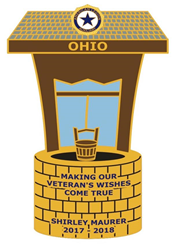 OHIO
MAKING OUR
VETERAN'S WISHES
COME TRUE
SHIRLEY MAURER
2017 - 2018